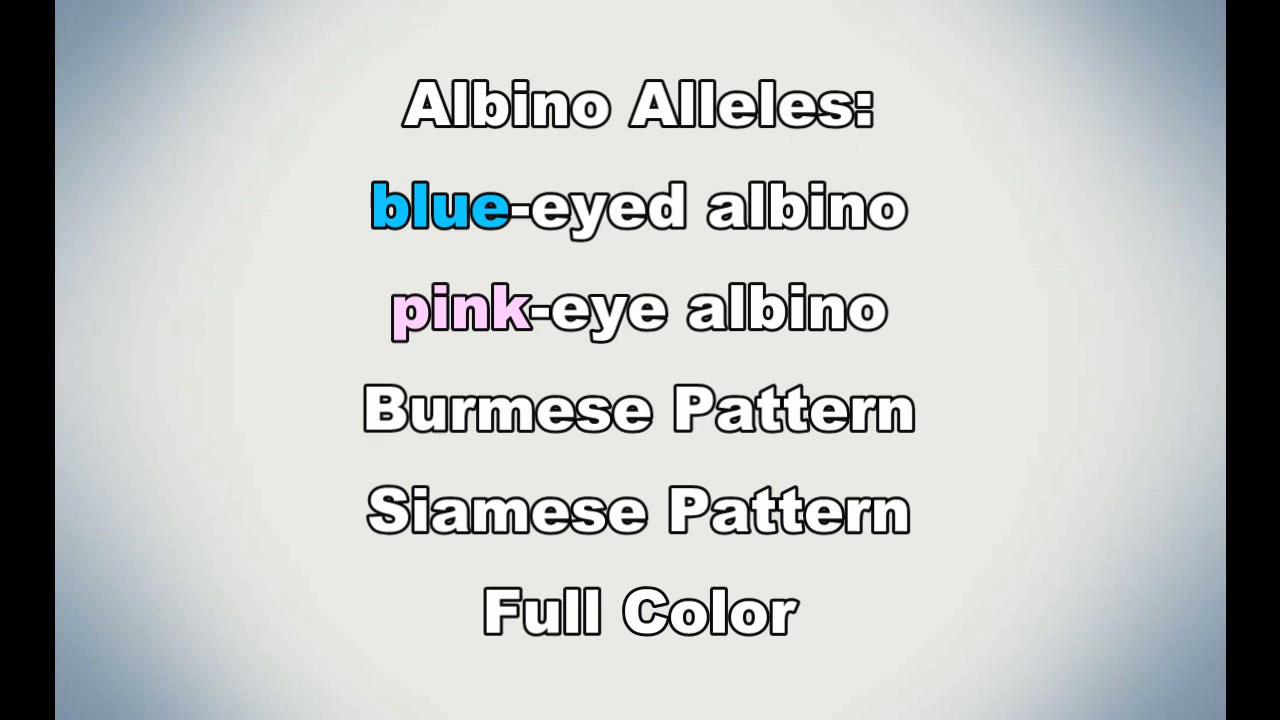 Albino Alleles:
blue-eyed albino
pink-eye albino
Burmese Pattern
Siamese Pattern
Full Color